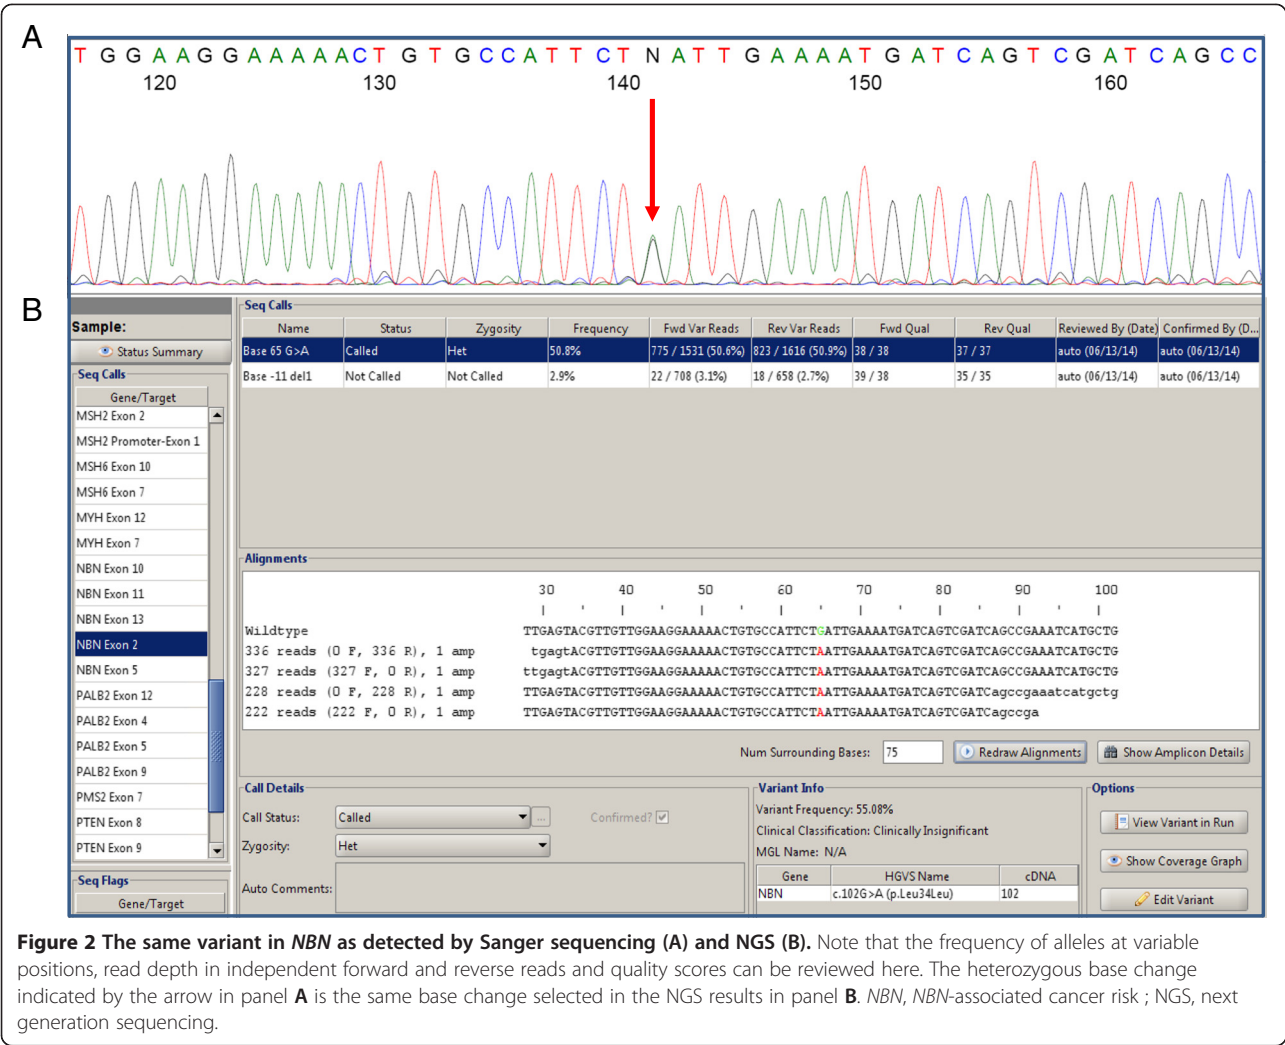 A
T G G A A G G A A A A A C T G T G C C A T T C T N A T T G A A A A T G A T C A G T C G A T C A G C C
120 130 140 150 160
B
Sample:
Status Summary
Seq Calls
Gene/Target
MSH2 Exon 2
MSH2 Promoter-Exon 1
MSH6 Exon 10
MSH6 Exon 7
MYH Exon 12
MYH Exon 7
NBN Exon 10
NBN Exon 11
NBN Exon 13
NBN Exon 2
NBN Exon 5
PALB2 Exon 12
PALB2 Exon 4
PALB2 Exon 5
PALB2 Exon 9
PMS2 Exon 7
PTEN Exon 8
PTEN Exon 9
Seq Flags
Gene/Target
Seq Calls
Name Status Zygosity Frequency Fwd Var Reads Rev Var Reads Fwd Qual Rev Qual Reviewed By (Date) Confirmed By (D...
Base 65 G>A Called Het 50.8% 775 / 1531 (50.6%) 823 / 1616 (50.9%) 38 / 38 37 / 37 auto (06/13/14) auto (06/13/14)
Base -11 del1 Not Called Not Called 2.9% 22 / 708 (3.1%) 18 / 658 (2.7%) 39 / 38 35 / 35 auto (06/13/14) auto (06/13/14)
Alignments
30 40 50 60 70 80 90 100
Wildtype TTGAGTACGTTGTTGGAAGGAAAAACTGTGCCATTCTGATTGAAAATGATCAGTCGATCAGCCGAAATCATGCTG
336 reads (0 F, 336 R), 1 amp tgagtACGTTGTTGGAAGGAAAAACTGTGCCATTCTAATTGAAAATGATCAGTCGATCAGCCGAAATCATGCTG
327 reads (327 F, 0 R), 1 amp ttgagtACGTTGTTGGAAGGAAAAACTGTGCCATTCTAATTGAAAATGATCAGTCGATCAGCCGAAATCATGCTG
228 reads (0 F, 228 R), 1 amp TTGAGTACGTTGTTGGAAGGAAAAACTGTGCCATTCTAATTGAAAATGATCAGTCGATCagccgaaatcatgctg
222 reads (222 F, 0 R), 1 amp TTGAGTACGTTGTTGGAAGGAAAAACTGTGCCATTCTAATTGAAAATGATCAGTCGATCagccga
Num Surrounding Bases: 75 Redraw Alignments Show Amplicon Details
Call Details
Call Status: Called ... Confirmed?
Zygosity: Het
Auto Comments:
Variant Info
Variant Frequency: 55.08%
Clinical Classification: Clinically Insignificant
MGL Name: N/A
Gene HGVS Name cDNA
NBN c.102G>A (p.Leu34Leu) 102
Options
View Variant in Run
Show Coverage Graph
Edit Variant
Figure 2 The same variant in NBN as detected by Sanger sequencing (A) and NGS (B). Note that the frequency of alleles at variable
positions, read depth in independent forward and reverse reads and quality scores can be reviewed here. The heterozygous base change
indicated by the arrow in panel A is the same base change selected in the NGS results in panel B. NBN, NBN-associated cancer risk ; NGS, next
generation sequencing.